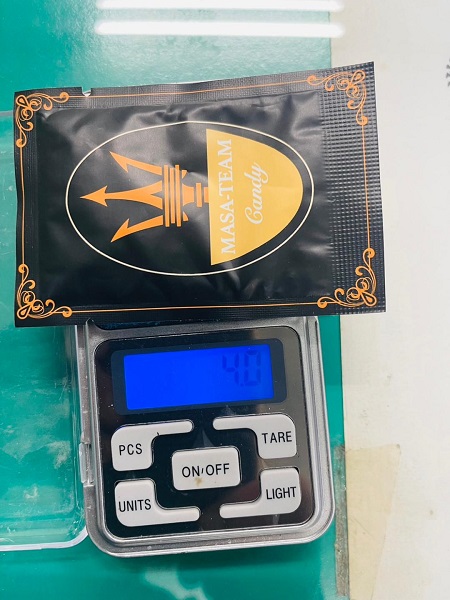 MASA-TEAM
Candy
4.0
PCS
TARE
ON/OFF
UNITS
LIGHT